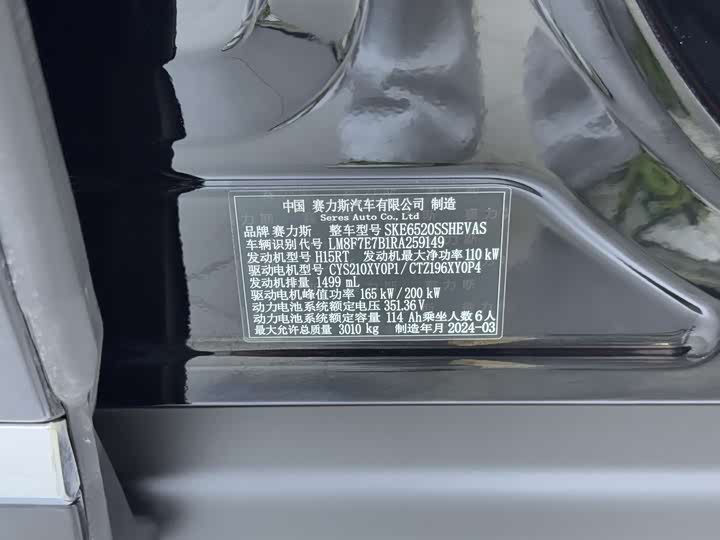 中国 赛力斯汽车有限公司 制造
Seres Auto Co., Ltd
品牌 赛力斯 整车型号 SKE6520SSHEVAS
车辆识别代号 LM8F7E7B1RA259149
发动机型号 H15RT 发动机最大净功率 110 kW
驱动电机型号 CYS210XY0P1/CTZ196XY0P4
发动机排量 1499 mL
驱动电机峰值功率 165 kW/200 kW
动力电池系统额定电压 351.36 V
动力电池系统额定容量 114 Ah 乘坐人数 6 人
最大允许总质量 3010 kg 制造年月 2024-03